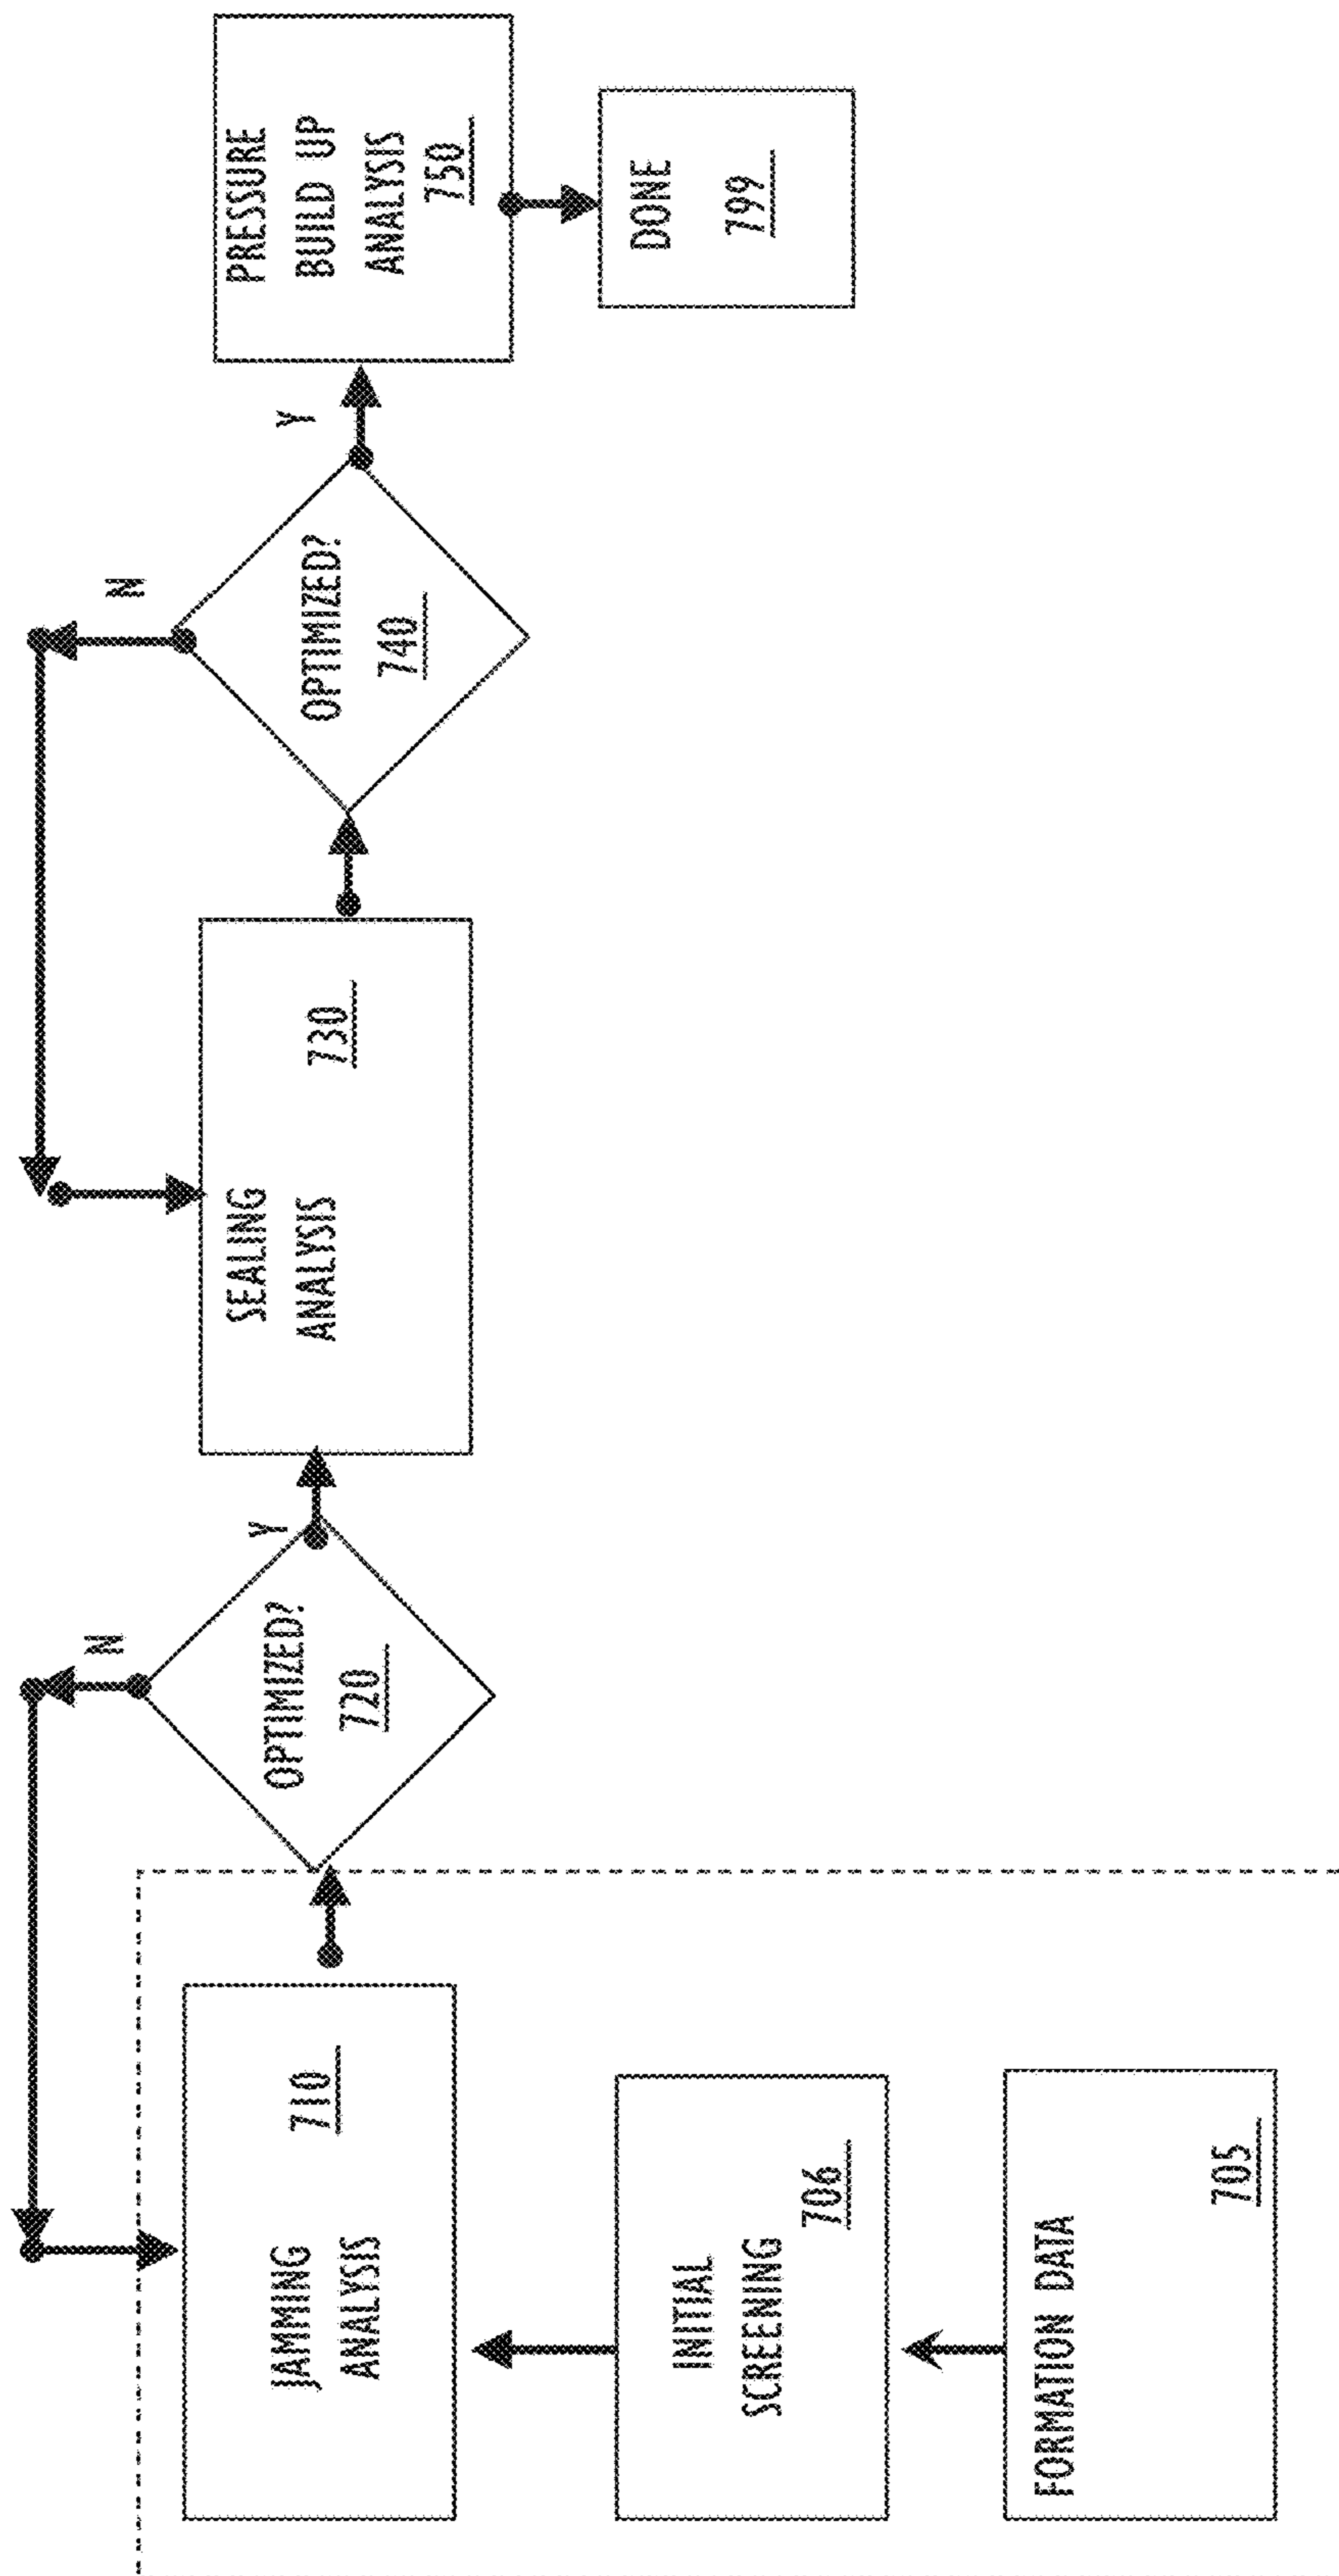 N
N
JAMMING
ANALYSIS
710
OPTIMIZED?
720
Y
SEALING
ANALYSIS
730
OPTIMIZED?
740
Y
PRESSURE
BUILD UP
ANALYSIS
750
INITIAL
SCREENING
706
DONE
799
FORMATION DATA
705